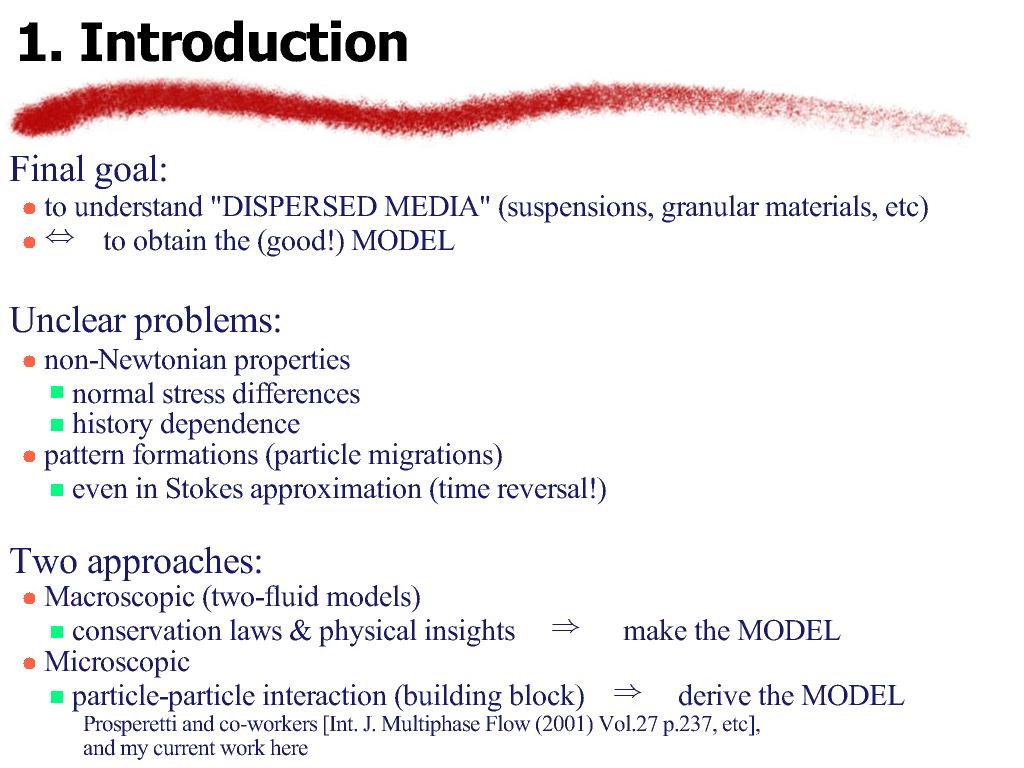 1. Introduction
Final goal:
to understand "DISPERSED MEDIA" (suspensions, granular materials, etc)
⇔ to obtain the (good!) MODEL
Unclear problems:
non-Newtonian properties
normal stress differences
history dependence
pattern formations (particle migrations)
even in Stokes approximation (time reversal!)
Two approaches:
Macroscopic (two-fluid models)
conservation laws & physical insights ⇒ make the MODEL
Microscopic
particle-particle interaction (building block) ⇒ derive the MODEL
Prosperetti and co-workers [Int. J. Multiphase Flow (2001) Vol.27 p.237, etc],
and my current work here